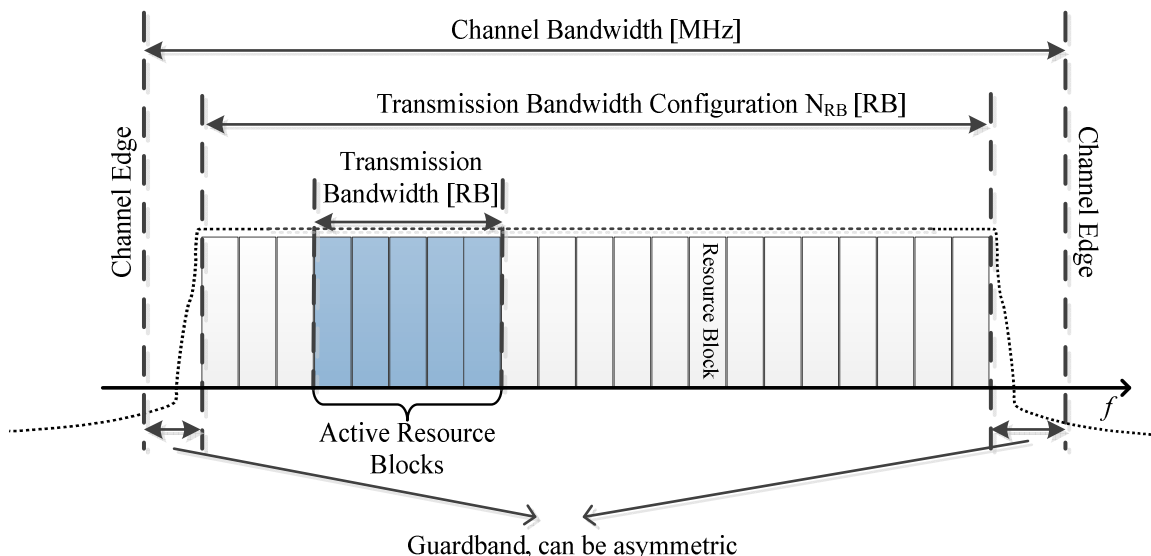 Channel Bandwidth [MHz]
Transmission Bandwidth Configuration NRB [RB]
Channel Edge
Transmission
Bandwidth [RB]
Channel Edge
Resource Block
f
Active Resource
Blocks
Guardband, can be asymmetric